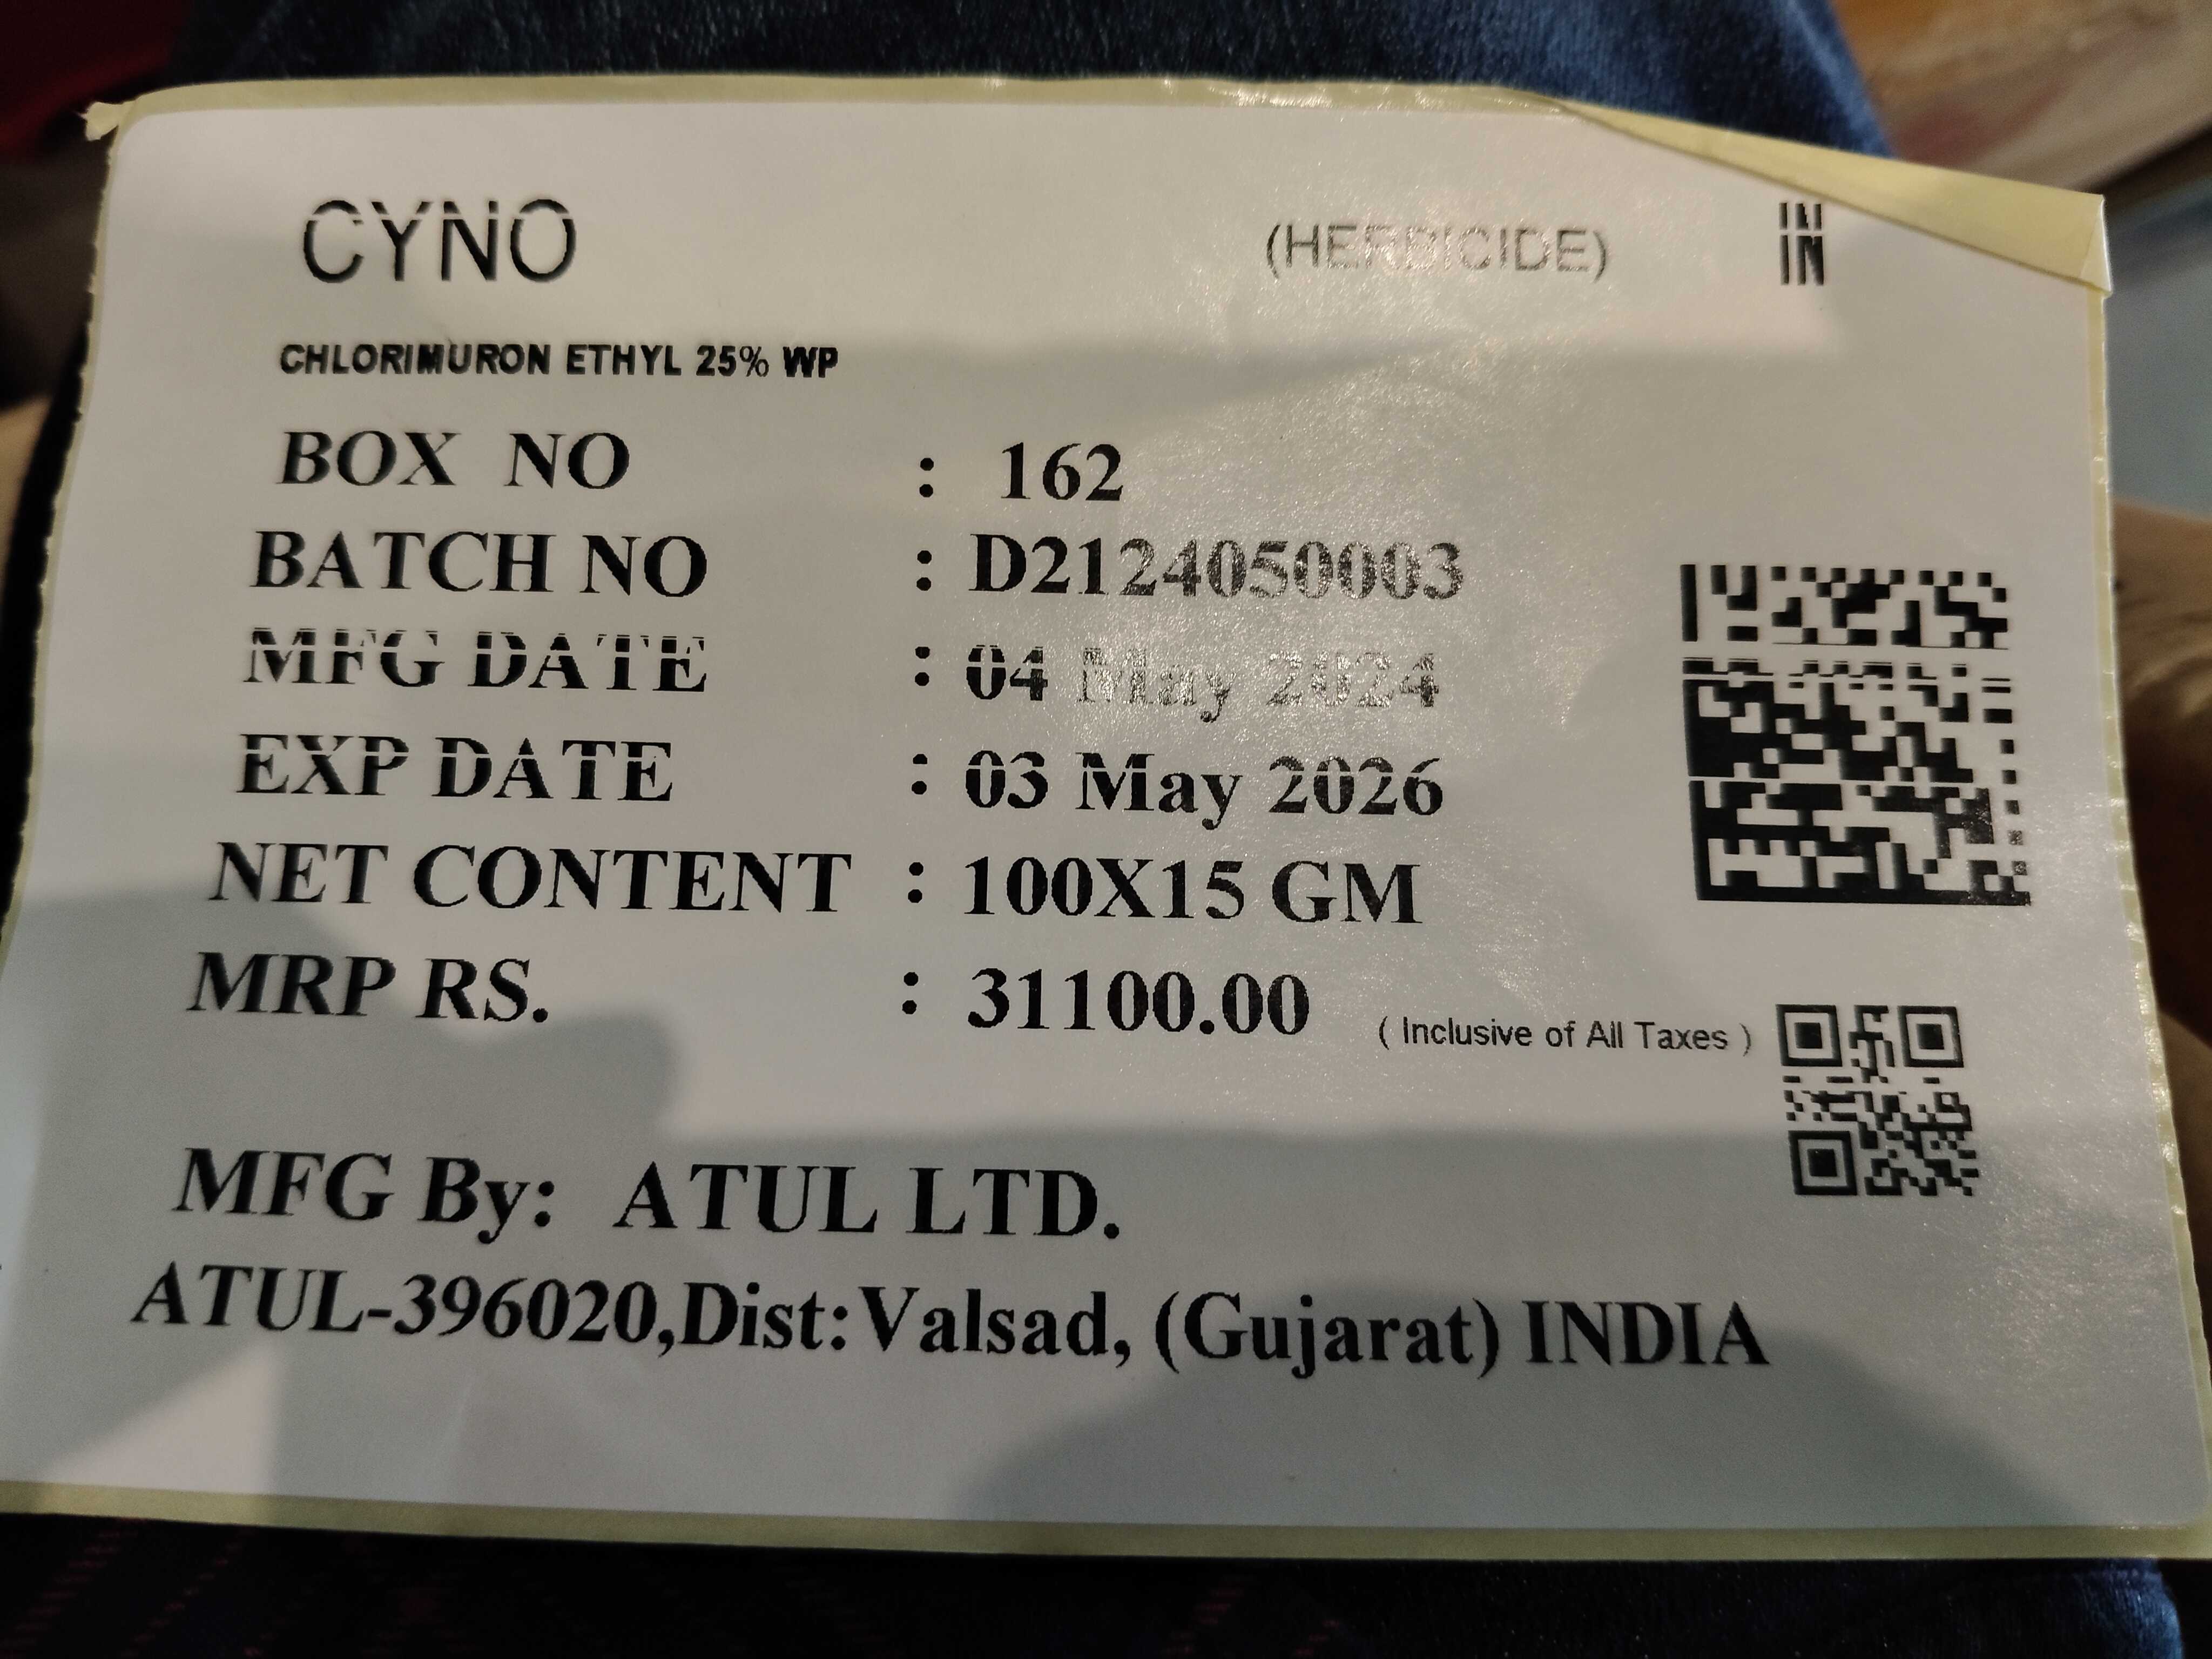 CYNO (HERBICIDE) IN
CHLORIMURON ETHYL 25% WP
BOX NO : 162
BATCH NO : D2124050003
MFG DATE : 04 May 2024
EXP DATE : 03 May 2026
NET CONTENT : 100X15 GM
MRP RS. : 31100.00 ( Inclusive of All Taxes )
MFG By: ATUL LTD.
ATUL-396020,Dist:Valsad, (Gujarat) INDIA